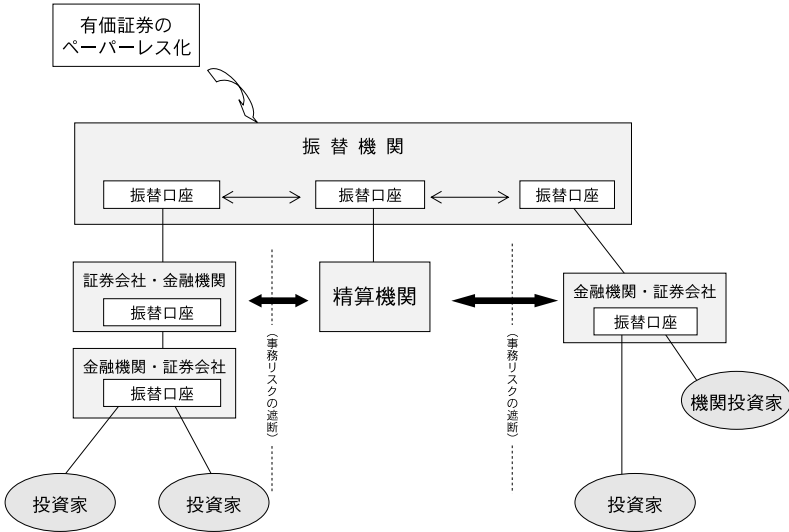 有価証券の
ペーパーレス化
振替機関
振替口座
振替口座
振替口座
証券会社・金融機関
振替口座
精算機関
金融機関・証券会社
振替口座
金融機関・証券会社
振替口座
（事務リスクの遮断）
（事務リスクの遮断）
機関投資家
投資家
投資家
投資家